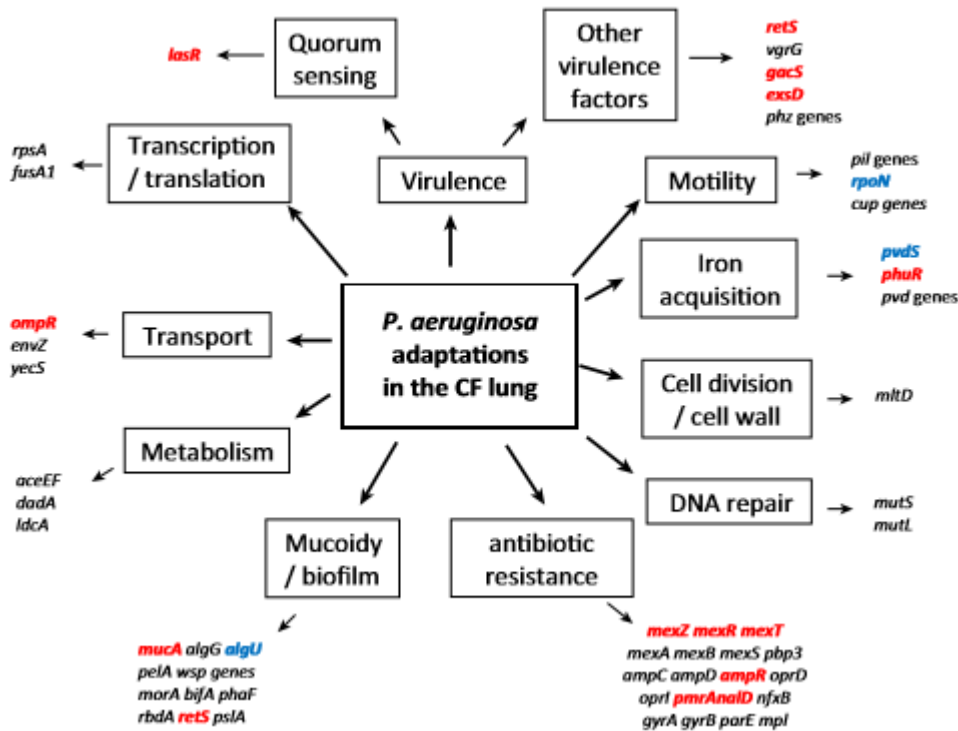 lasR
Quorum
sensing
Other
virulence
factors
retS
vgrG
gacS
exsD
phz genes
rpsA
fusA1
Transcription
/ translation
Virulence
Motility
pil genes
rpoN
cup genes
Iron
acquisition
pvdS
phuR
pvd genes
P. aeruginosa
adaptations
in the CF lung
ompR
envZ
yecS
Transport
Cell division
/ cell wall
mltD
Metabolism
aceEF
dadA
ldcA
DNA repair
mutS
mutL
Mucoidy
/ biofilm
mucA algG algU
pelA wsp genes
morA bifA phaF
rbdA retS pslA
antibiotic
resistance
mexZ mexR mexT
mexA mexB mexS pbp3
ampC ampD ampR oprD
oprI pmrAnalD nfxB
gyrA gyrB parE mpl